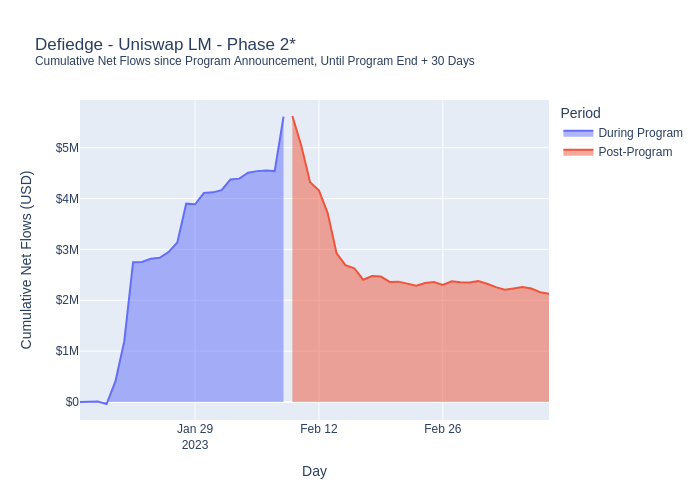 Defiedge - Uniswap LM - Phase 2*
Cumulative Net Flows since Program Announcement, Until Program End + 30 Days
Period
During Program
Post-Program
Cumulative Net Flows (USD)
$5M
$4M
$3M
$2M
$1M
$0
Jan 29
2023
Feb 12
Feb 26
Day